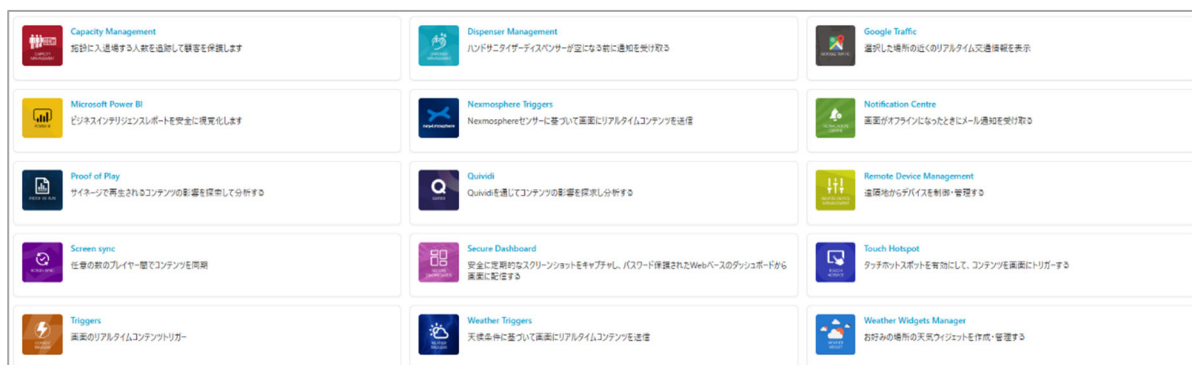 Capacity Management
施設に入退場する人数を追跡して顧客を保護します
CAPACITY
MANAGEMENT
Dispenser Management
ハンドサニタイザーディスペンサーが空になる前に通知を受け取る
Google Traffic
選択した場所の近くのリアルタイム交通情報を表示
Microsoft Power BI
ビジネスインテリジェンスレポートを安全に視覚化します
POWER BI
Nexmosphere Triggers
Nexmosphereセンサーに基づいて画面にリアルタイムコンテンツを送信
nexmosphere
Notification Centre
画面がオフラインになったときにメール通知を受け取る
Proof of Play
サイネージで再生されるコンテンツの影響を探索して分析する
PROOF OF PLAY
Quividi
Quividiを通じてコンテンツの影響を探求し分析する
QUIVIDI
Remote Device Management
遠隔地からデバイスを制御・管理する
Screen sync
任意の数のプレイヤー間でコンテンツを同期
SCREEN SYNC
Secure Dashboard
安全に定期的なスクリーンショットをキャプチャし、パスワード保護されたWebベースのダッシュボードから
画面に配信する
Touch Hotspot
タッチホットスポットを有効にして、コンテンツを画面にトリガーする
TOUCH
HOTSPOT
Triggers
画面のリアルタイムコンテンツトリガー
Weather Triggers
天候条件に基づいて画面にリアルタイムコンテンツを送信
Weather Widgets Manager
お好みの場所の天気ウィジェットを作成・管理する